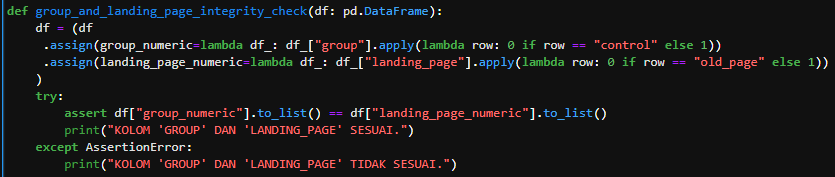 def group_and_landing_page_integrity_check(df: pd.DataFrame):
    df = (df
     .assign(group_numeric=lambda df_: df_["group"].apply(lambda row: 0 if row == "control" else 1))
     .assign(landing_page_numeric=lambda df_: df_["landing_page"].apply(lambda row: 0 if row == "old_page" else 1))
    )
    try:
        assert df["group_numeric"].to_list() == df["landing_page_numeric"].to_list()
        print("KOLOM 'GROUP' DAN 'LANDING_PAGE' SESUAI.")
    except AssertionError:
        print("KOLOM 'GROUP' DAN 'LANDING_PAGE' TIDAK SESUAI.")